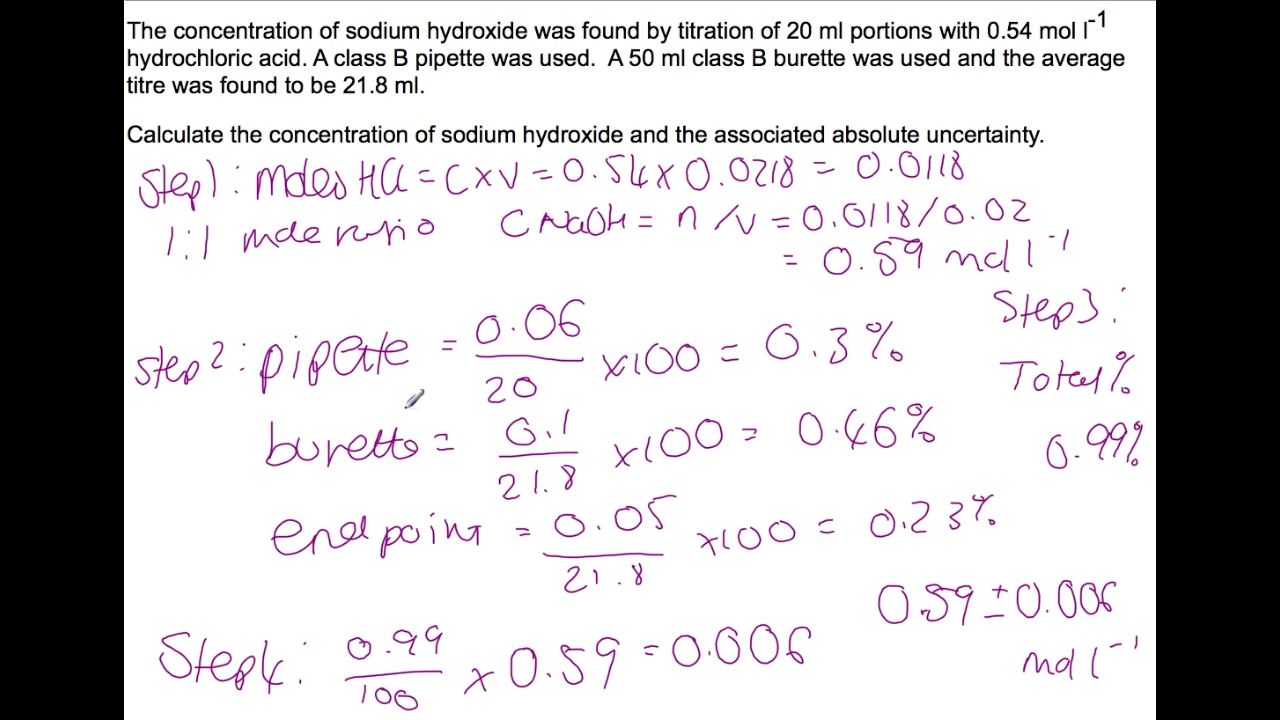 The concentration of sodium hydroxide was found by titration of 20 ml portions with 0.54 mol l⁻¹
hydrochloric acid. A class B pipette was used. A 50 ml class B burette was used and the average
titre was found to be 21.8 ml.
Calculate the concentration of sodium hydroxide and the associated absolute uncertainty.
Step 1: moles HCl = C x V = 0.54 x 0.0218 = 0.0118
1:1 mole ratio C NaOH = n / V = 0.0118 / 0.02
= 0.59 mol l⁻¹
Step 2: pipette = 0.06/20 x100 = 0.3%
burette = 0.1/21.8 x100 = 0.46%
endpoint = 0.05/21.8 x100 = 0.23%
Step 3:
Total %
0.99%
Step 4: 0.99/100 x 0.59 = 0.006
0.59 ± 0.006
mol l⁻¹